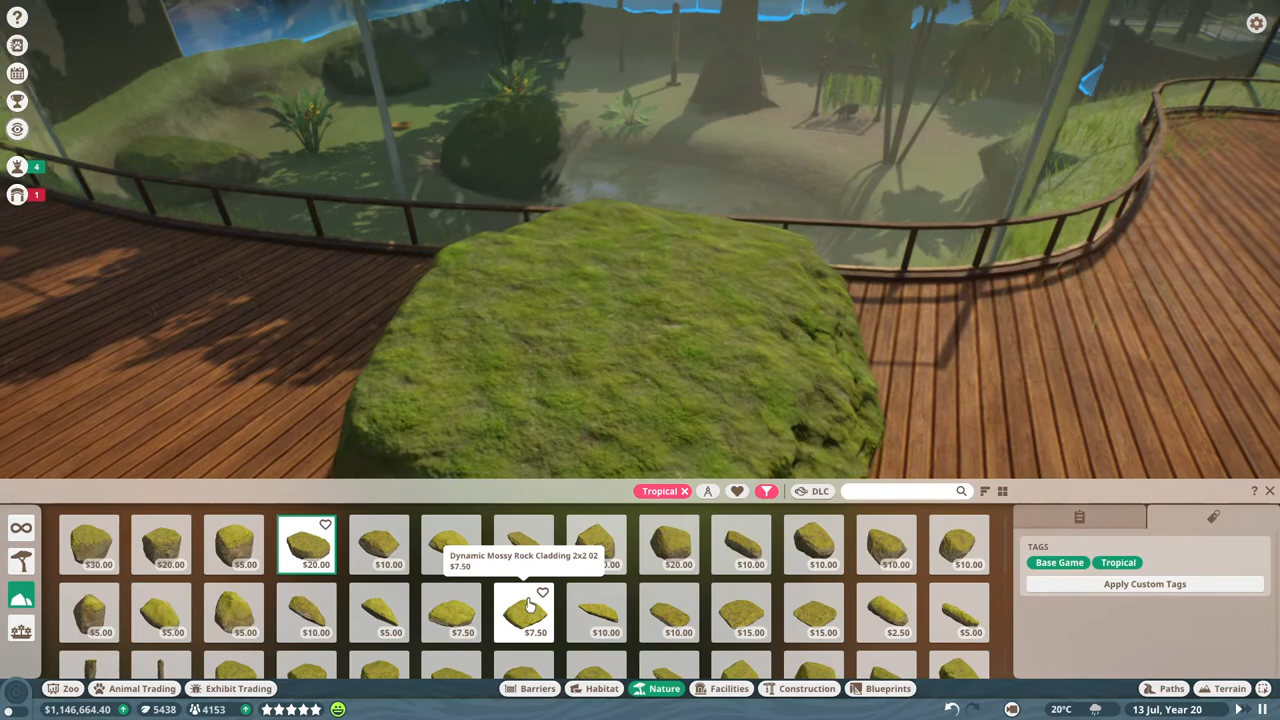 ?
4
1
Tropical ×
DLC
? ×
$30.00 $20.00 $5.00 $20.00 $10.00
Dynamic Mossy Rock Cladding 2x2 02
$7.50
$20.00 $10.00 $10.00 $10.00 $10.00
$5.00 $5.00 $5.00 $10.00 $5.00 $7.50 $7.50 $10.00 $10.00 $15.00 $15.00 $2.50 $5.00
TAGS
Base Game Tropical
Apply Custom Tags
Zoo Animal Trading Exhibit Trading Barriers Habitat Nature Facilities Construction Blueprints Paths Terrain
$1,146,664.40 5438 4153 20°C 13 Jul, Year 20